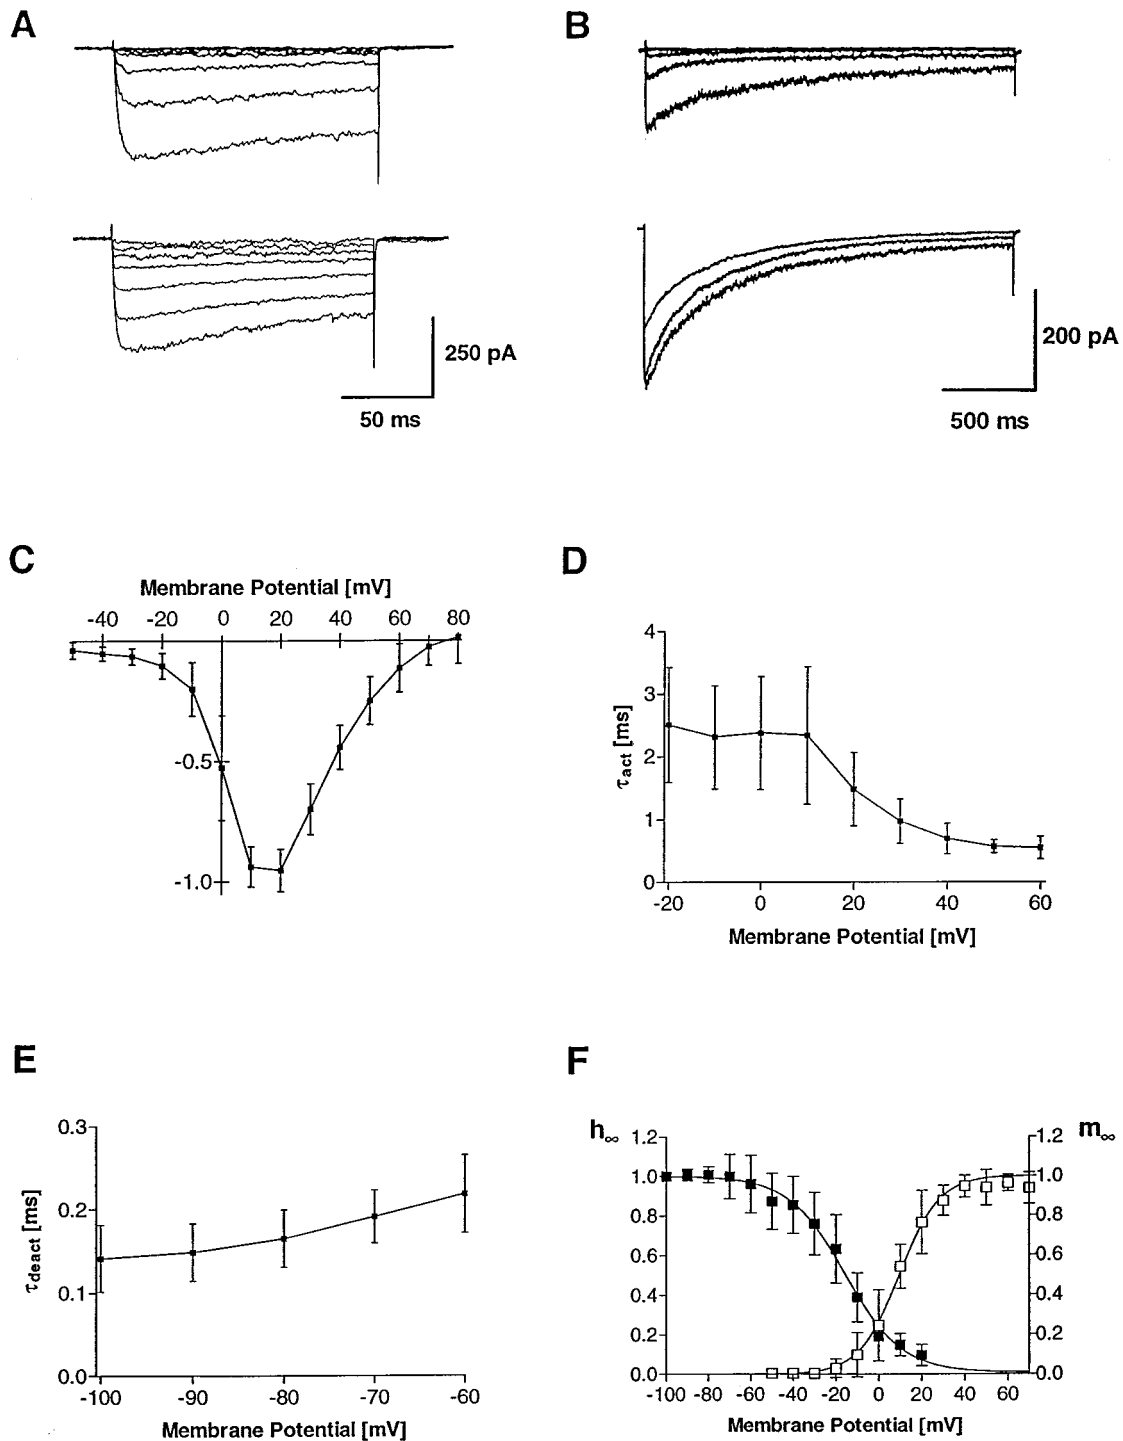 A
B
250 pA
50 ms
200 pA
500 ms
C
Membrane Potential [mV]
-40 -20 0 20 40 60 80
-0.5
-1.0
D
4
3
2
1
0
τact [ms]
-20 0 20 40 60
Membrane Potential [mV]
E
0.3
0.2
0.1
0.0
τdeact [ms]
-100 -90 -80 -70 -60
Membrane Potential [mV]
F
h∞ m∞
1.2 1.2
1.0 1.0
0.8 0.8
0.6 0.6
0.4 0.4
0.2 0.2
0.0 0.0
-100 -80 -60 -40 -20 0 20 40 60
Membrane Potential [mV]